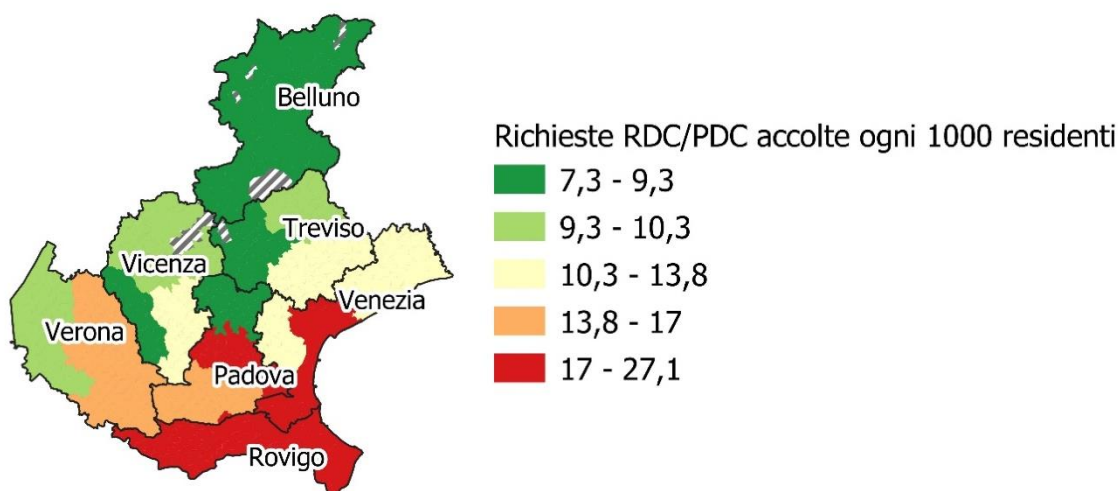 Belluno
Treviso
Vicenza
Venezia
Verona
Padova
Rovigo
Richieste RDC/PDC accolte ogni 1000 residenti
7,3 - 9,3
9,3 - 10,3
10,3 - 13,8
13,8 - 17
17 - 27,1